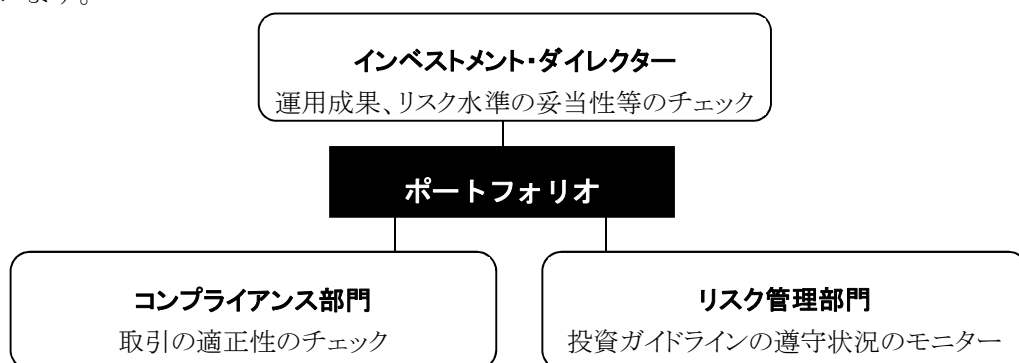 います。
インベストメント・ダイレクター
運用成果、リスク水準の妥当性等のチェック
ポートフォリオ
コンプライアンス部門
取引の適正性のチェック
リスク管理部門
投資ガイドラインの遵守状況のモニター